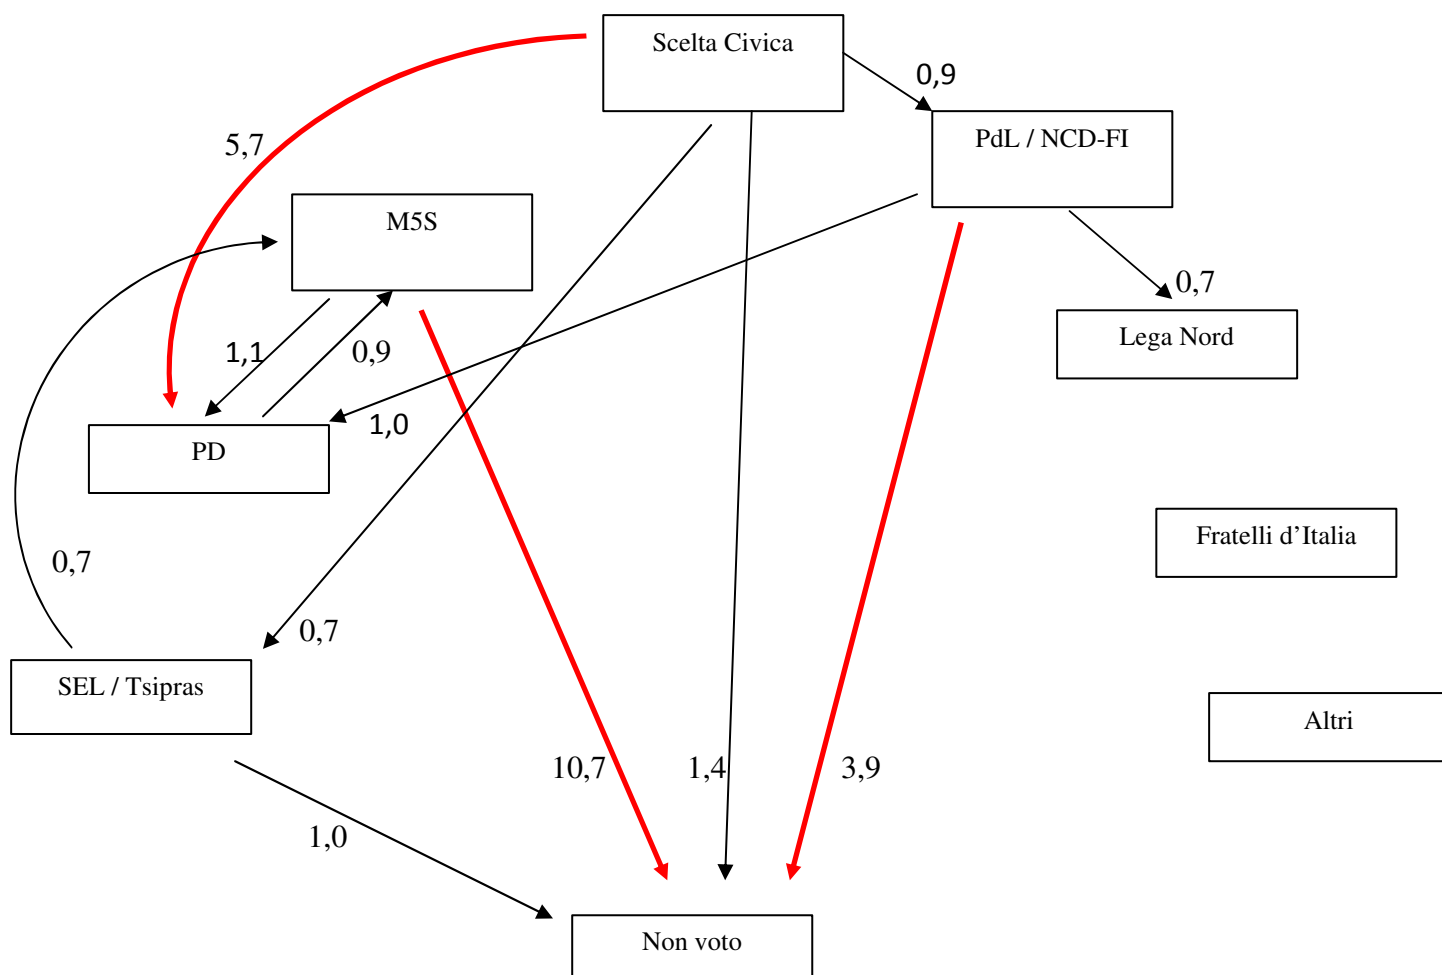 Scelta Civica
0,9
PdL / NCD-FI
5,7
M5S
0,7
Lega Nord
1,1
0,9
1,0
PD
Fratelli d’Italia
0,7
0,7
SEL / Tsipras
Altri
10,7
1,4
3,9
1,0
Non voto